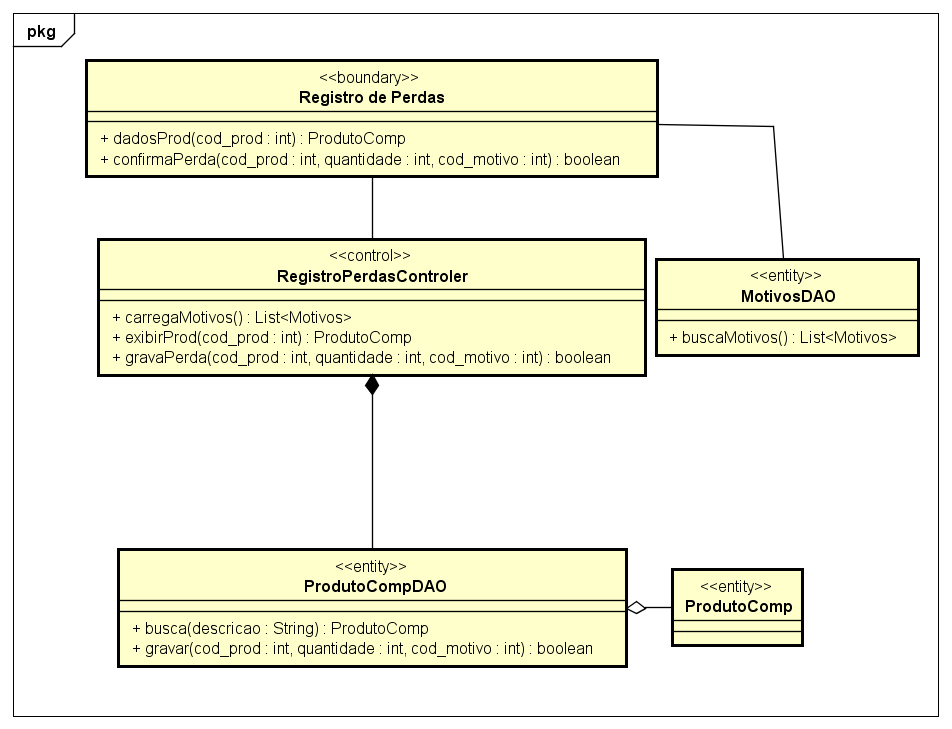 pkg
<<boundary>>
Registro de Perdas
+ dadosProd(cod_prod : int) : ProdutoComp
+ confirmaPerda(cod_prod : int, quantidade : int, cod_motivo : int) : boolean
<<control>>
RegistroPerdasControler
+ carregaMotivos() : List<Motivos>
+ exibirProd(cod_prod : int) : ProdutoComp
+ gravaPerda(cod_prod : int, quantidade : int, cod_motivo : int) : boolean
<<entity>>
MotivosDAO
+ buscaMotivos() : List<Motivos>
<<entity>>
ProdutoCompDAO
+ busca(descricao : String) : ProdutoComp
+ gravar(cod_prod : int, quantidade : int, cod_motivo : int) : boolean
<<entity>>
ProdutoComp